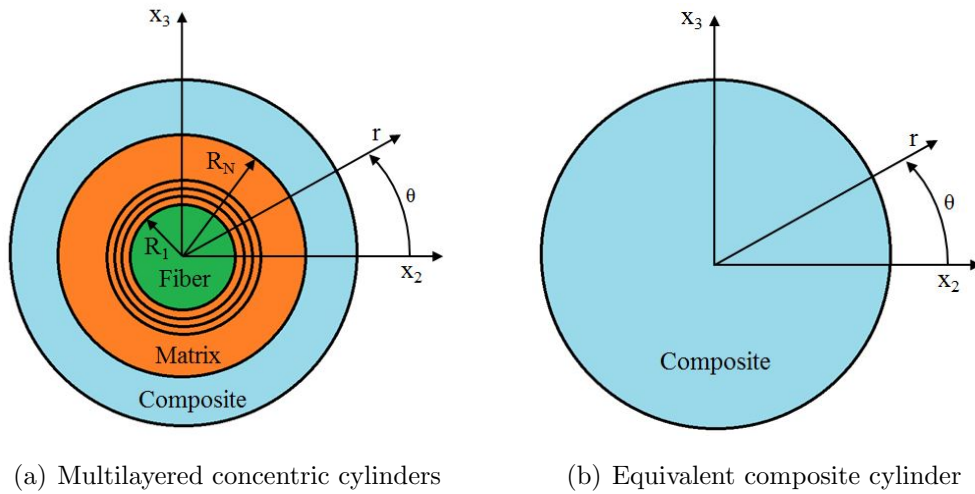 x3
r
RN
θ
R1
x2
Fiber
Matrix
Composite
(a) Multilayered concentric cylinders
x3
r
θ
x2
Composite
(b) Equivalent composite cylinder